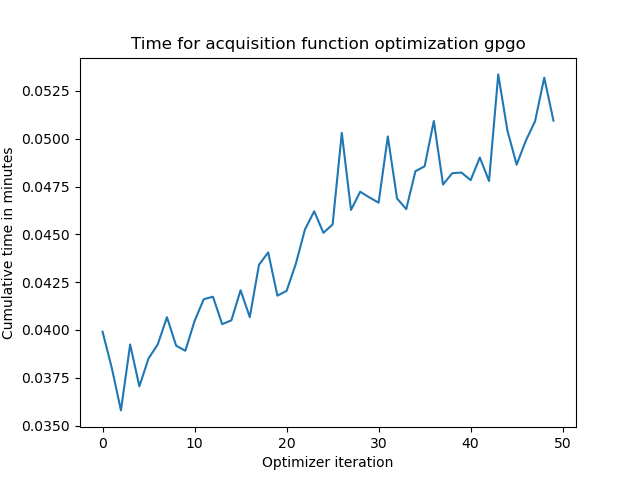 Time for acquisition function optimization gpgo
Cumulative time in minutes
0.0525
0.0500
0.0475
0.0450
0.0425
0.0400
0.0375
0.0350
0 10 20 30 40 50
Optimizer iteration